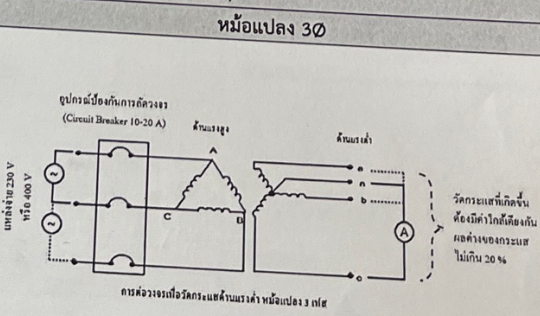 หม้อแปลง 3Ø
อุปกรณ์ป้องกันการลัดวงจร
(Circuit Breaker 10-20 A)
ด้านแรงสูง
ด้านแรงต่ำ
แหล่งจ่าย 230 V
หรือ 400 V
A
C
B
a
n
b
c
A
วัดกระแสที่เกิดขึ้น
ต้องมีค่าใกล้เคียงกัน
ผลต่างของกระแส
ไม่เกิน 20 %
การต่อวงจรเพื่อวัดกระแสด้านแรงต่ำ หม้อแปลง 3 เฟส